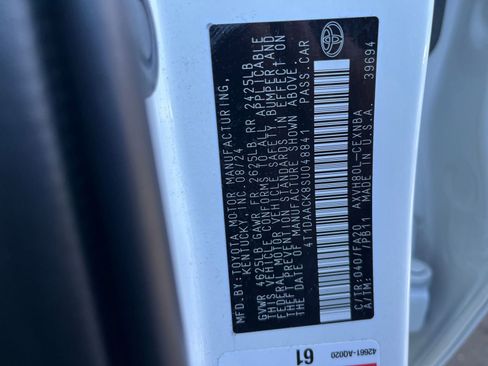 MFD. BY:TOYOTA MOTOR MANUFACTURING,
KENTUCKY, INC. 08/24
GVWR 4625LB GAWR FR 2620LB RR 2425LB
THIS VEHICLE CONFORMS TO ALL APPLICABLE
FEDERAL MOTOR VEHICLE SAFETY, BUMPER, AND
THEFT PREVENTION STANDARDS IN EFFECT ON
THE DATE OF MANUFACTURE SHOWN ABOVE.
4T1DAACK8SU048841 PASS.CAR
C/TR:040/FA20 AXVH80L-CEXNBA
A/TM: /PB11 MADE IN U.S.A. 39694
42661-AQ020
61